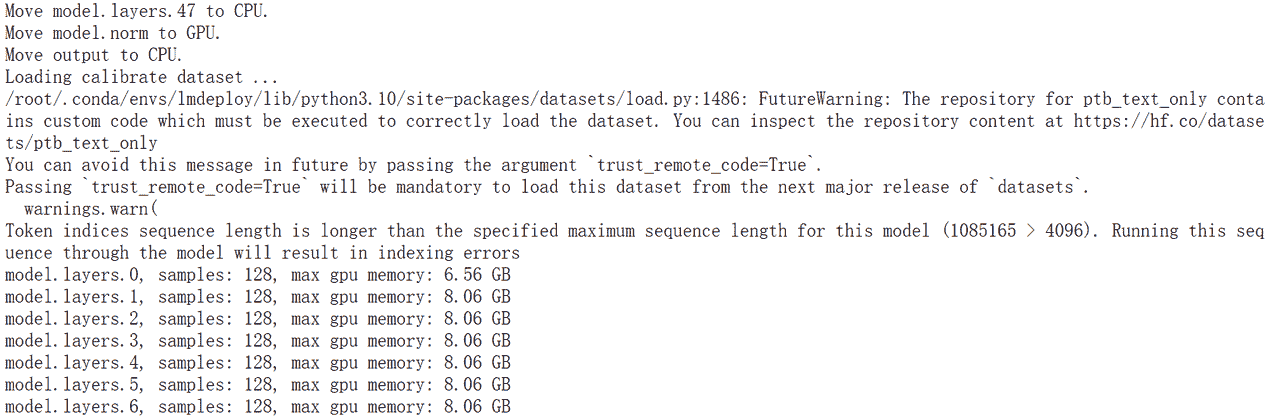 Move model.layers.47 to CPU.
Move model.norm to GPU.
Move output to CPU.
Loading calibrate dataset ...
/root/.conda/envs/lmdeploy/lib/python3.10/site-packages/datasets/load.py:1486: FutureWarning: The repository for ptb_text_only conta
ins custom code which must be executed to correctly load the dataset. You can inspect the repository content at https://hf.co/datase
ts/ptb_text_only
You can avoid this message in future by passing the argument `trust_remote_code=True`.
Passing `trust_remote_code=True` will be mandatory to load this dataset from the next major release of `datasets`.
  warnings.warn(
Token indices sequence length is longer than the specified maximum sequence length for this model (1085165 > 4096). Running this seq
uence through the model will result in indexing errors
model.layers.0, samples: 128, max gpu memory: 6.56 GB
model.layers.1, samples: 128, max gpu memory: 8.06 GB
model.layers.2, samples: 128, max gpu memory: 8.06 GB
model.layers.3, samples: 128, max gpu memory: 8.06 GB
model.layers.4, samples: 128, max gpu memory: 8.06 GB
model.layers.5, samples: 128, max gpu memory: 8.06 GB
model.layers.6, samples: 128, max gpu memory: 8.06 GB